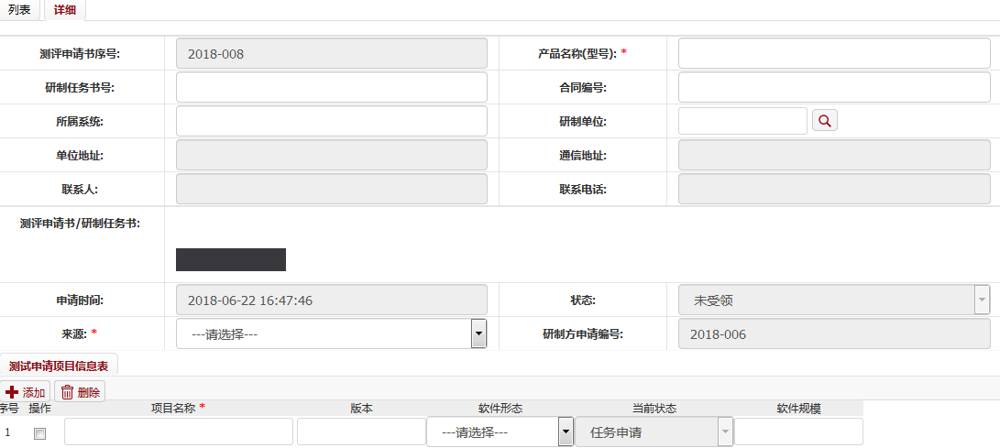 列表 详细
测评申请书序号: 2018-008 产品名称(型号): *
研制任务书号: 合同编号:
所属系统: 研制单位:
单位地址: 通信地址:
联系人: 联系电话:
测评申请书/研制任务书:
申请时间: 2018-06-22 16:47:46 状态: 未受领
来源: * ---请选择--- 研制方申请编号: 2018-006
测试申请项目信息表
添加 删除
序号 操作 项目名称 * 版本 软件形态 当前状态 软件规模
1 ---请选择--- 任务申请